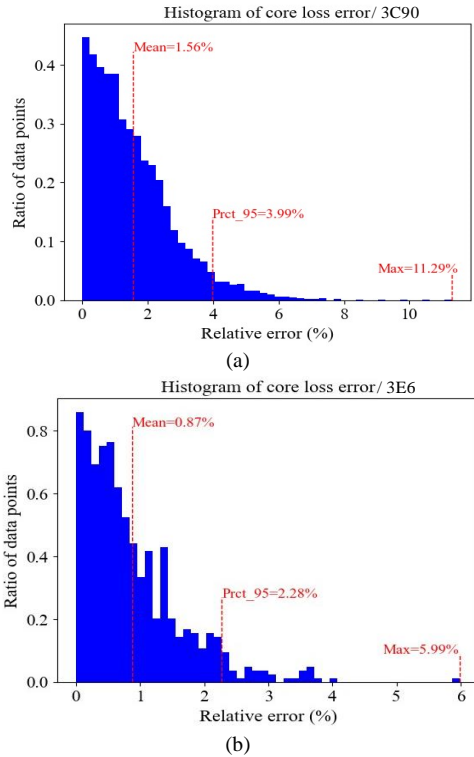 Histogram of core loss error/ 3C90
Mean=1.56%
Prct_95=3.99%
Max=11.29%
Ratio of data points
0.4
0.3
0.2
0.1
0.0
0 2 4 6 8 10
Relative error (%)
(a)
Histogram of core loss error/ 3E6
Mean=0.87%
Prct_95=2.28%
Max=5.99%
Ratio of data points
0.8
0.6
0.4
0.2
0.0
0 1 2 3 4 5 6
Relative error (%)
(b)